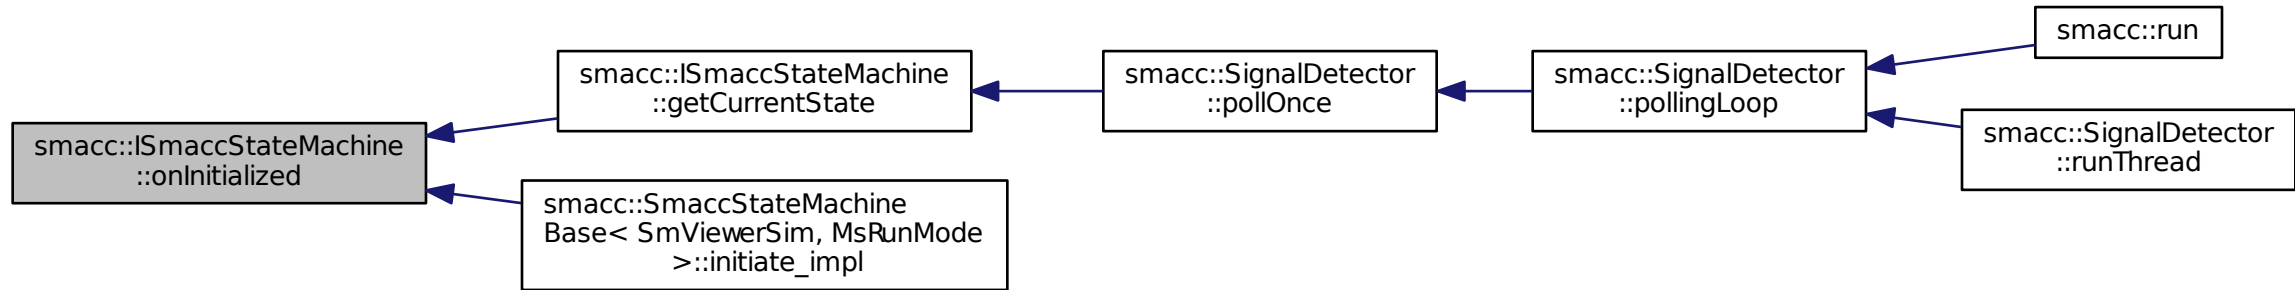 smacc::ISmaccStateMachine
::onInitialized
smacc::ISmaccStateMachine
::getCurrentState
smacc::SmaccStateMachine
Base< SmViewerSim, MsRunMode
>::initiate_impl
smacc::SignalDetector
::pollOnce
smacc::SignalDetector
::pollingLoop
smacc::run
smacc::SignalDetector
::runThread